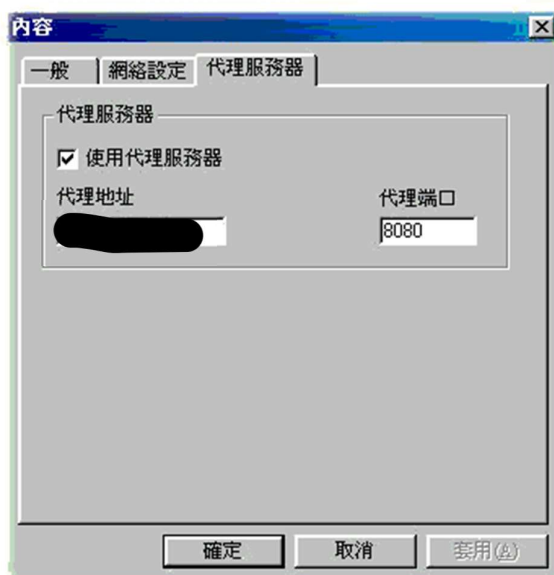 內容
一般 網絡設定 代理服務器
代理服務器
使用代理服務器
代理地址 代理端口
8080
確定 取消 套用(A)